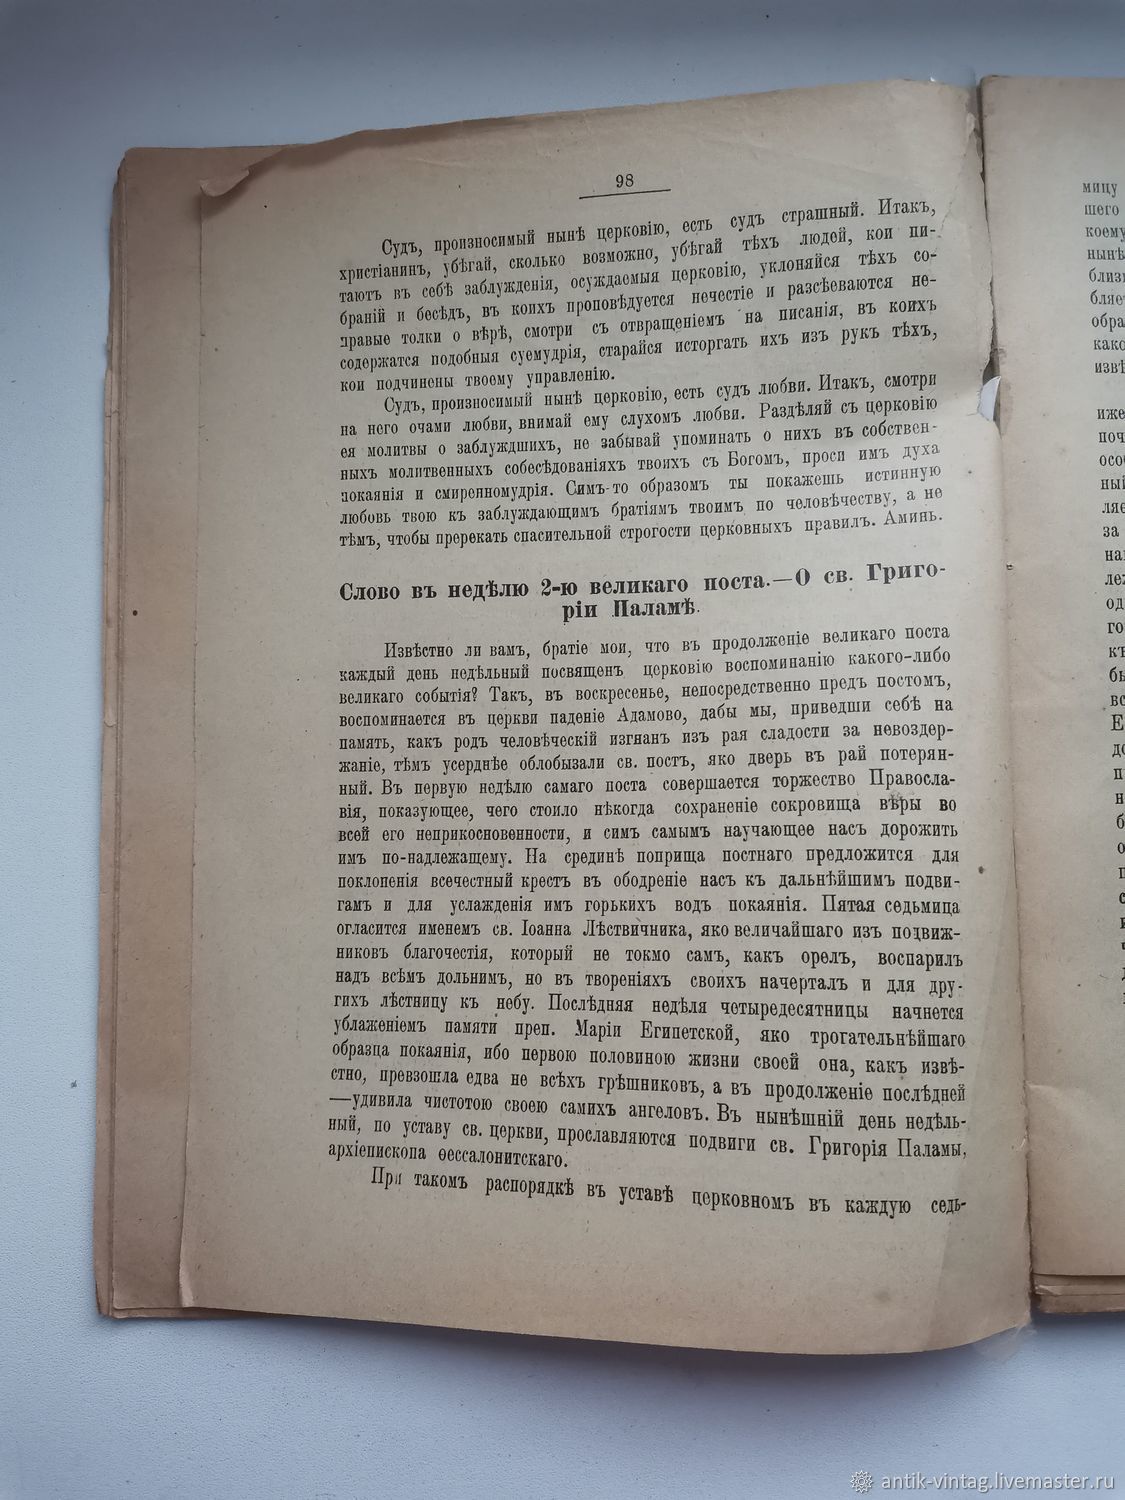 98
Судъ, произносимый нынѣ церковію, есть судъ страшный. Итакъ,
христіанинъ, убѣгай, сколько возможно, убѣгай тѣхъ людей, кои пи-
таютъ въ себѣ заблужденія, осуждаемыя церковію, уклоняйся тѣхъ со-
браній и бесѣдъ, въ коихъ проповѣдуется нечестіе и разсѣеваются не-
правые толки о вѣрѣ, смотри съ отвращеніемъ на писанія, въ коихъ
содержатся подобныя суемудрія, старайся исторгать ихъ изъ рукъ тѣхъ,
кои подчинены твоему управленію.
Судъ, произносимый нынѣ церковію, есть судъ любви. Итакъ, смотри
на него очами любви, внимай ему слухомъ любви. Раздѣляй съ церковію
ея молитвы о заблуждшихъ, не забывай упоминать о нихъ въ собствен-
ныхъ молитвенныхъ собесѣдованіяхъ твоихъ съ Богомъ, проси имъ духа
покаянія и смиренномудрія. Симъ-то образомъ ты покажешь истинную
любовь твою къ заблуждающимъ братіямъ твоимъ по человѣчеству, а не
тѣмъ, чтобы пререкать спасительной строгости церковныхъ правилъ. Аминь.
Слово въ недѣлю 2-ю великаго поста.—О св. Григо-
ріи Паламѣ.
Извѣстно ли вамъ, братіе мои, что въ продолженіе великаго поста
каждый день недѣльный посвященъ церковію воспоминанію какого-либо
великаго событія? Такъ, въ воскресенье, непосредственно предъ постомъ,
воспоминается въ церкви паденіе Адамово, дабы мы, приведши себѣ на
память, какъ родъ человѣческій изгнанъ изъ рая сладости за невоздер-
жаніе, тѣмъ усерднѣе облобызали св. постъ, яко дверь въ рай потерян-
ный. Въ первую недѣлю самаго поста совершается торжество Правосла-
вія, показующее, чего стоило нѣкогда сохраненіе сокровища вѣры во
всей его неприкосновенности, и симъ самымъ научающее насъ дорожить
имъ по-надлежащему. На срединѣ поприща постнаго предложится для
поклоненія всечестный крестъ въ ободреніе насъ къ дальнѣйшимъ подви-
гамъ и для услажденія имъ горькихъ водъ покаянія. Пятая седьмица
огласится именемъ св. Іоанна Лѣствичника, яко величайшаго изъ подвиж-
никовъ благочестія, который не токмо самъ, какъ орелъ, воспарилъ
надъ всѣмъ дольнимъ, но въ твореніяхъ своихъ начерталъ и для дру-
гихъ лѣстницу къ небу. Послѣдняя недѣля четыредесятницы начнется
ублаженіемъ памяти преп. Маріи Египетской, яко трогательнѣйшаго
образца покаянія, ибо первою половиною жизни своей она, какъ извѣ-
стно, превзошла едва не всѣхъ грѣшниковъ, а въ продолженіе послѣдней
—удивила чистотою своею самихъ ангеловъ. Въ нынѣшній день недѣль-
ный, по уставу св. церкви, прославляются подвиги св. Григорія Паламы,
архіепископа ѳессалонитскаго.
При такомъ распорядкѣ въ уставѣ церковномъ въ каждую седь-
мицу
шего
коему
нынѣ
обра
како
извѣ
иже
поч
за
antik-vintag.livemaster.ru